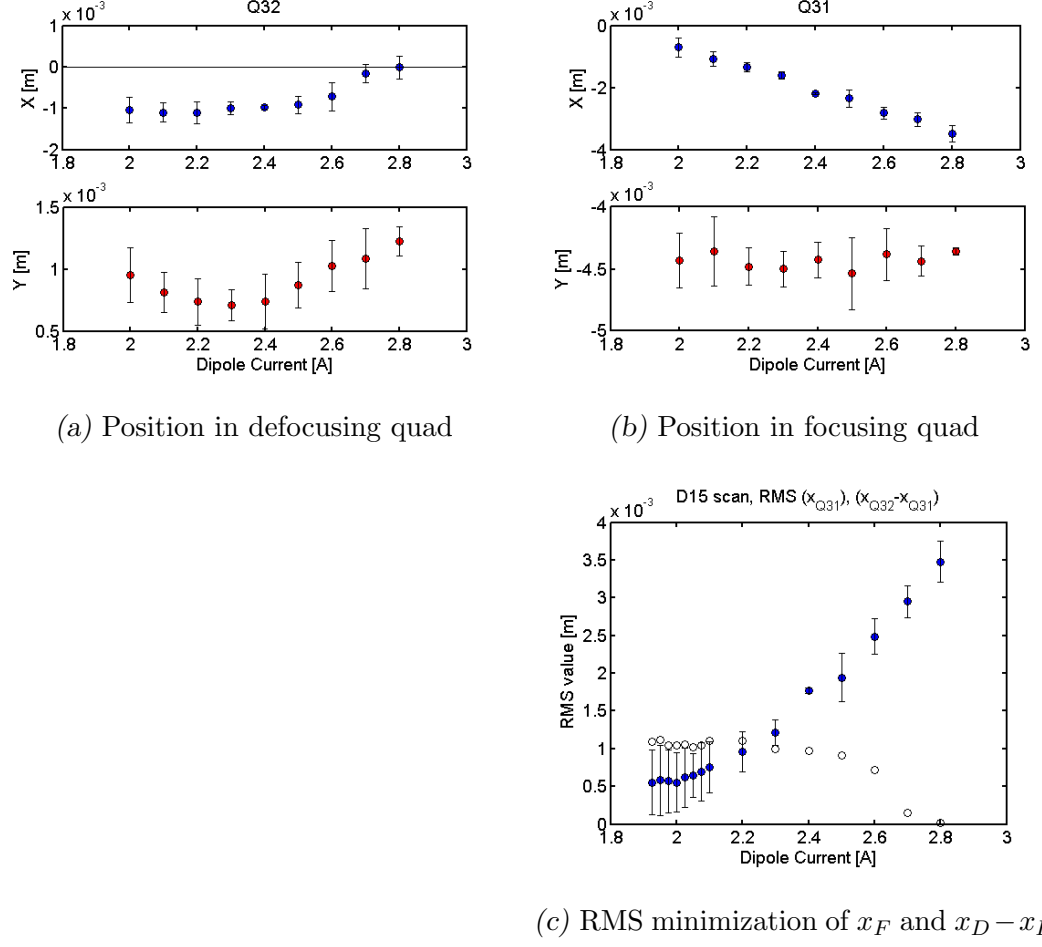 Q32
x 10^-3
1
0
-1
-2
X [m]
1.8 2 2.2 2.4 2.6 2.8 3
x 10^-3
1.5
1
0.5
Y [m]
1.8 2 2.2 2.4 2.6 2.8 3
Dipole Current [A]
(a) Position in defocusing quad
Q31
x 10^-3
0
-2
-4
X [m]
1.8 2 2.2 2.4 2.6 2.8 3
x 10^-3
-4
-4.5
-5
Y [m]
1.8 2 2.2 2.4 2.6 2.8 3
Dipole Current [A]
(b) Position in focusing quad
D15 scan, RMS (x_Q31), (x_Q32-x_Q31)
x 10^-3
4
3.5
3
2.5
2
1.5
1
0.5
0
RMS value [m]
1.8 2 2.2 2.4 2.6 2.8 3
Dipole Current [A]
(c) RMS minimization of x_F and x_D−x